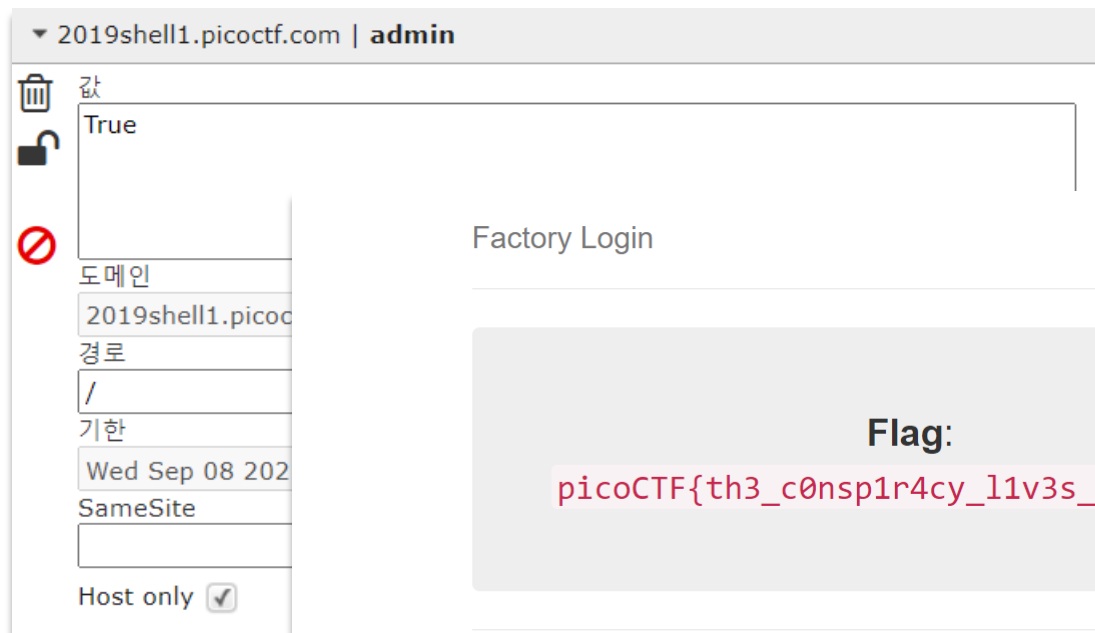 2019shell1.picoctf.com | admin
값
True
도메인
2019shell1.picoc
경로
/
기한
Wed Sep 08 202
SameSite
Host only
Factory Login
Flag:
picoCTF{th3_c0nsp1r4cy_l1v3s_